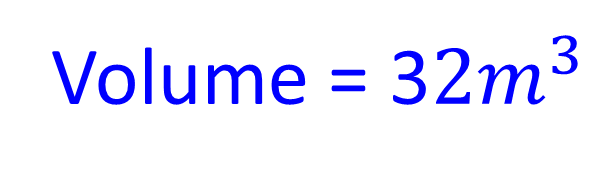 Volume = 32m³